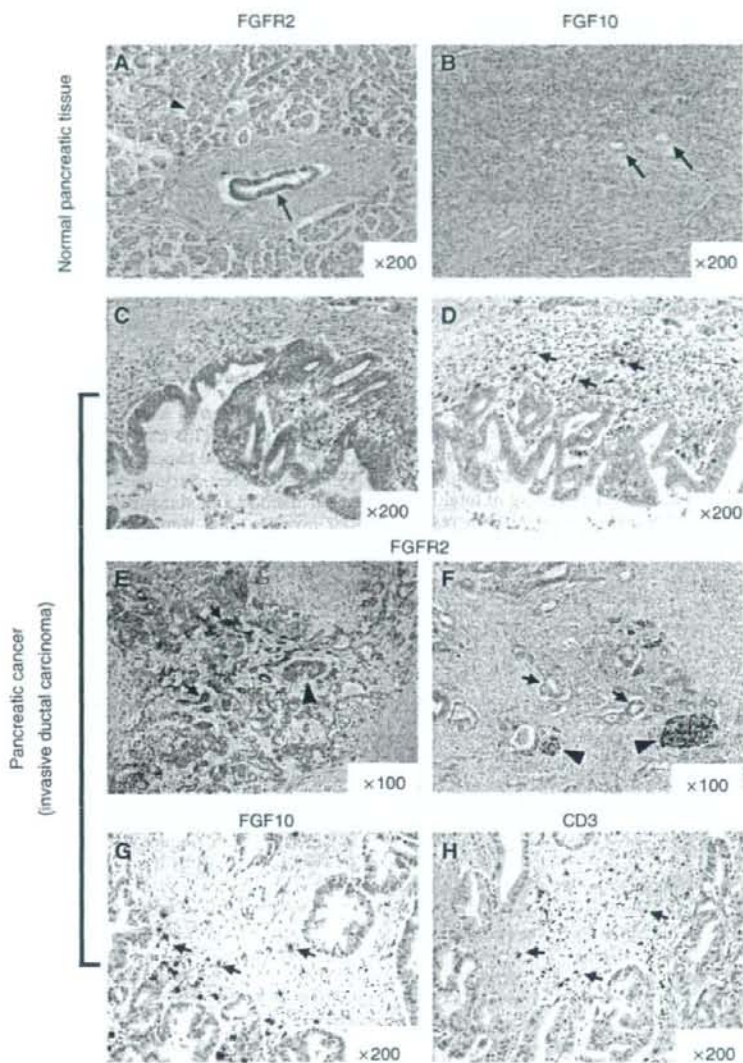 FGFR2
FGF10
Normal pancreatic tissue
A
×200
B
×200
Pancreatic cancer
(invasive ductal carcinoma)
C
×200
D
×200
FGFR2
E
×100
F
×100
FGF10
CD3
G
×200
H
×200